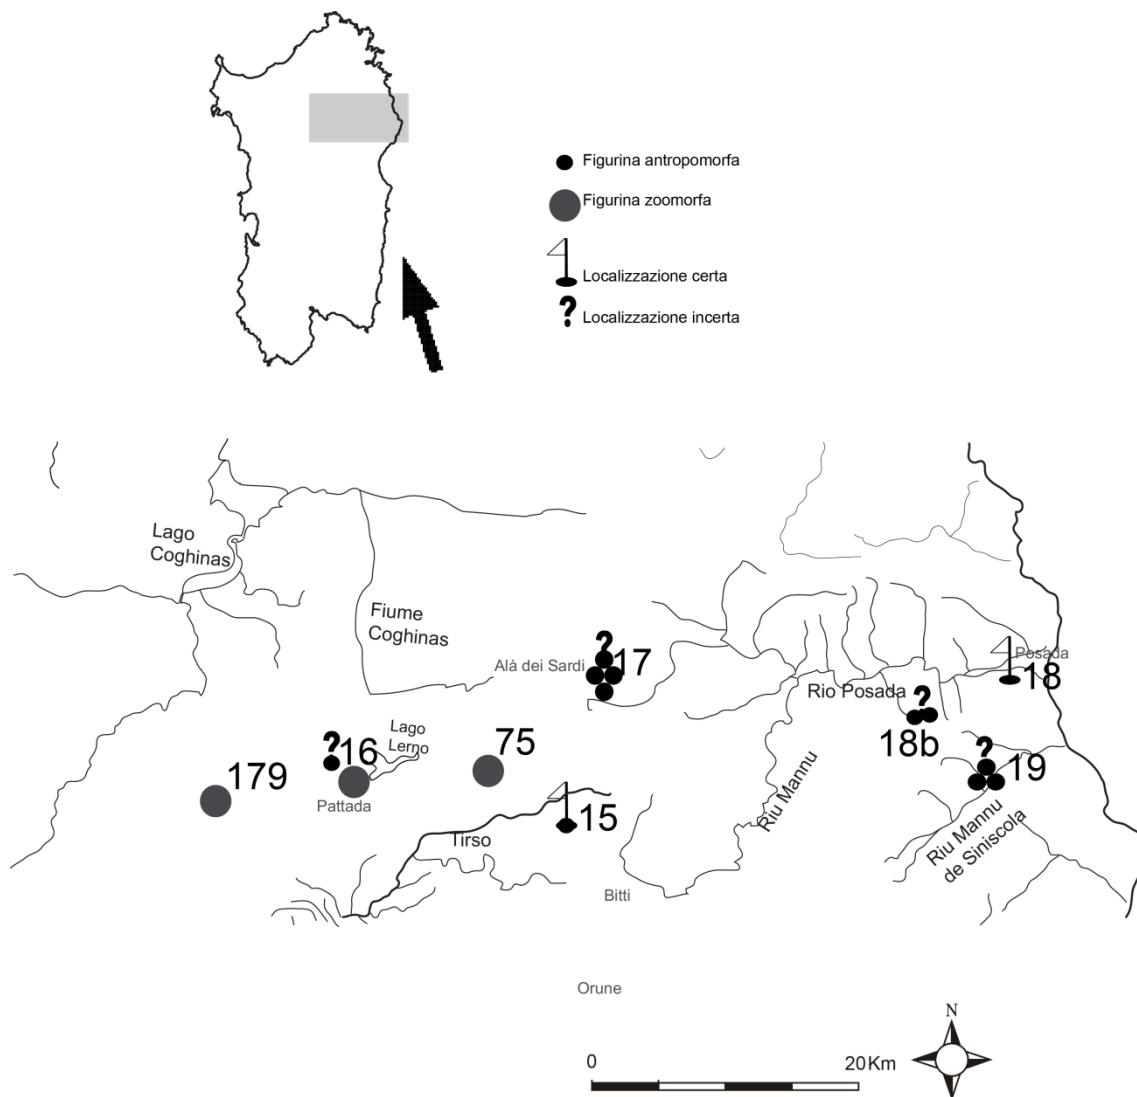 Figurina antropomorfa
Figurina zoomorfa
Localizzazione certa
? Localizzazione incerta
Lago
Coghinas
Fiume
Coghinas
?
Alà dei Sardi
17
Posada
18
Rio Posada
?
18b
Lago
Lerno
?
16
75
179
Pattada
?
19
15
Tirso
Riu Mannu
Riu Mannu
de Siniscola
Bitti
Orune
N
0
20Km